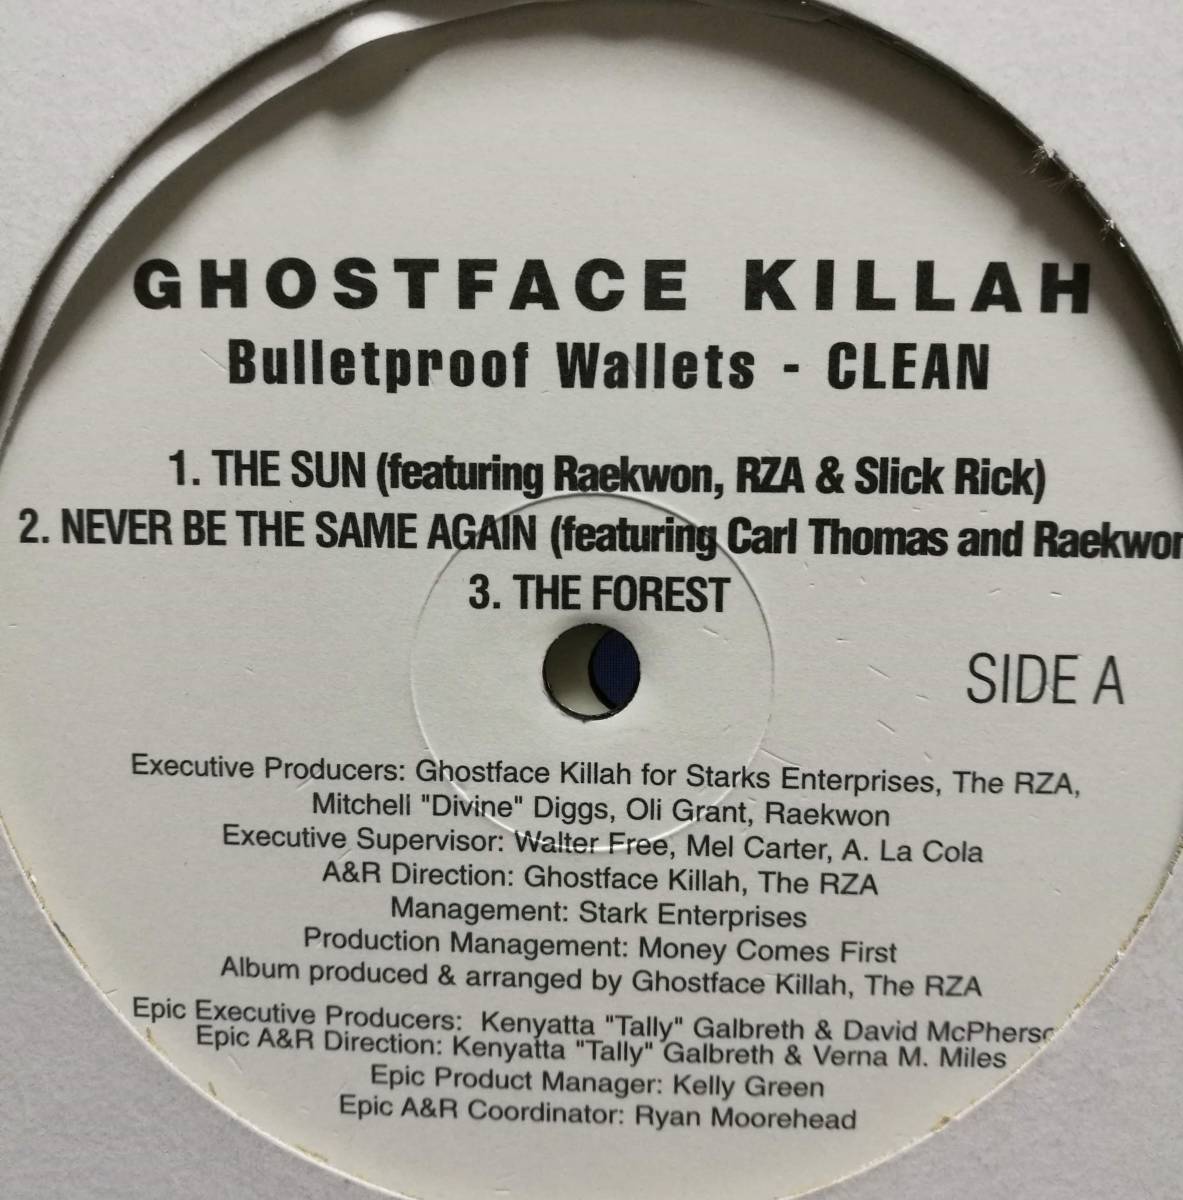 GHOSTFACE KILLAH
Bulletproof Wallets - CLEAN
1. THE SUN (featuring Raekwon, RZA & Slick Rick)
2. NEVER BE THE SAME AGAIN (featuring Carl Thomas and Raekwon
3. THE FOREST
SIDE A
Executive Producers: Ghostface Killah for Starks Enterprises, The RZA,
Mitchell "Divine" Diggs, Oli Grant, Raekwon
Executive Supervisor: Walter Free, Mel Carter, A. La Cola
A&R Direction: Ghostface Killah, The RZA
Management: Stark Enterprises
Production Management: Money Comes First
Album produced & arranged by Ghostface Killah, The RZA
Epic Executive Producers: Kenyatta "Tally" Galbreth & David McPherso
Epic A&R Direction: Kenyatta "Tally" Galbreth & Verna M. Miles
Epic Product Manager: Kelly Green
Epic A&R Coordinator: Ryan Moorehead